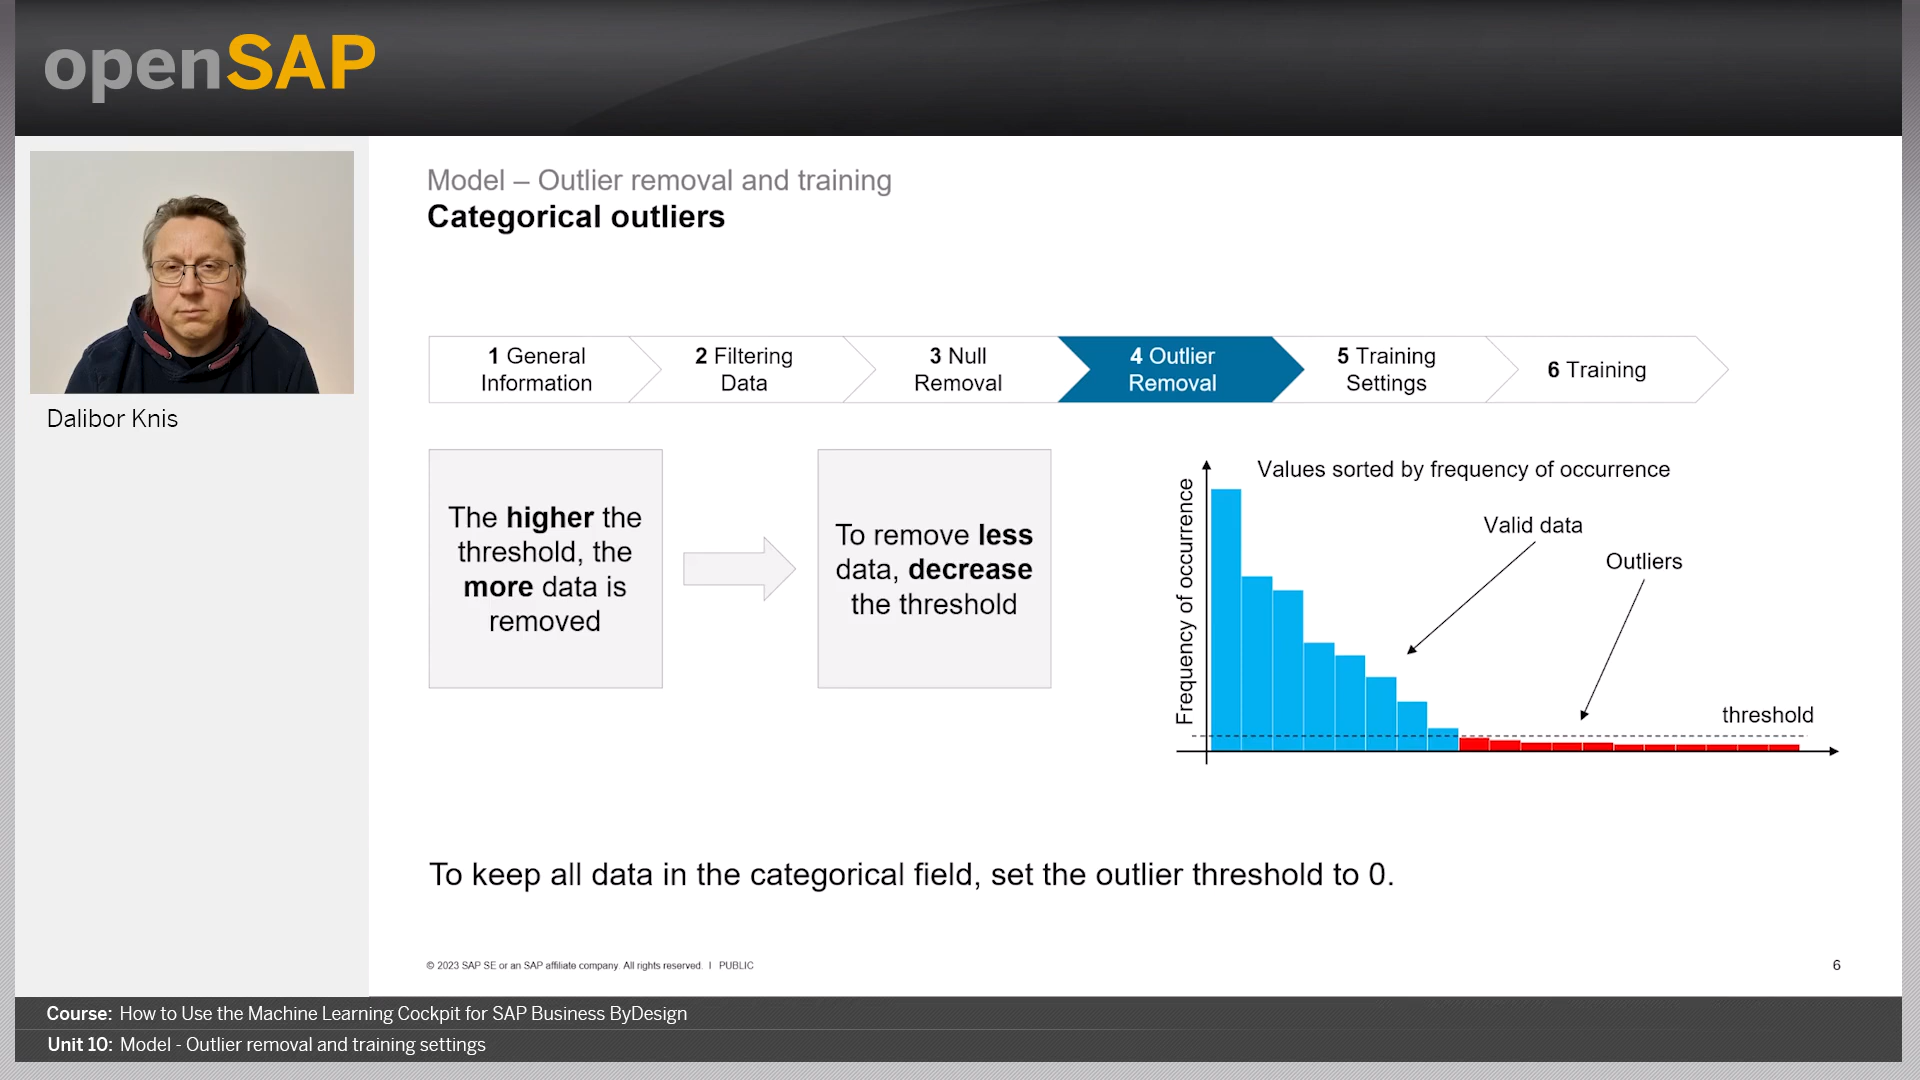 openSAP
Dalibor Knis
Model – Outlier removal and training
Categorical outliers
1 General
Information
2 Filtering
Data
3 Null
Removal
4 Outlier
Removal
5 Training
Settings
6 Training
The higher the
threshold, the
more data is
removed
To remove less
data, decrease
the threshold
Frequency of occurrence
Values sorted by frequency of occurrence
Valid data
Outliers
threshold
To keep all data in the categorical field, set the outlier threshold to 0.
© 2023 SAP SE or an SAP affiliate company. All rights reserved. I PUBLIC
6
Course: How to Use the Machine Learning Cockpit for SAP Business ByDesign
Unit 10: Model - Outlier removal and training settings